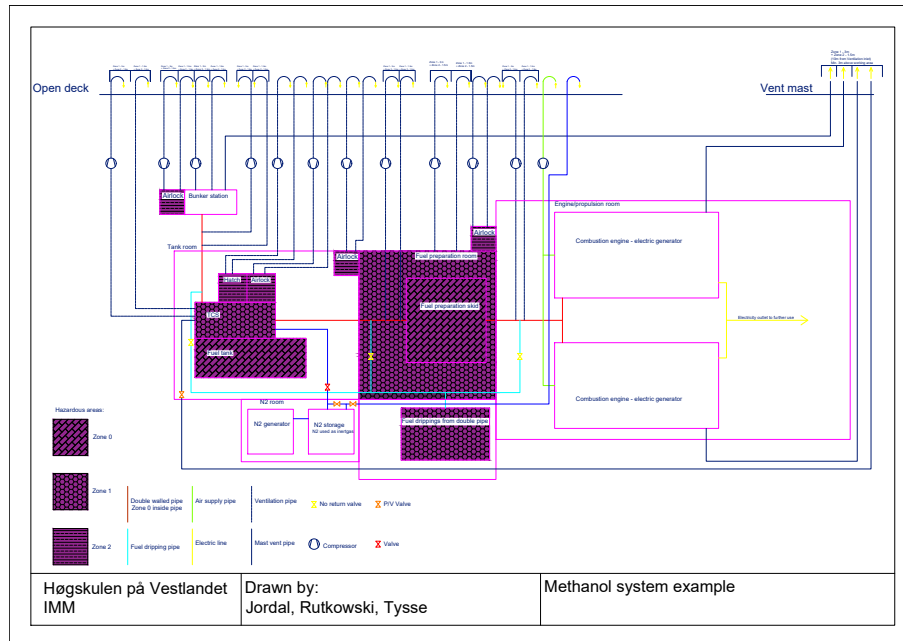 Open deck
Vent mast
Airlock
Bunker station
Airlock
Engine/propulsion room
Tank room
Airlock
Fuel preparation room
Combustion engine - electric generator
Hatch
Airlock
Fuel preparation skid
TCS
Electricity outlet to further use
Fuel tank
Combustion engine - electric generator
N2 room
Hazardous areas:
N2 generator
N2 storage
N2 used as inertgas
Fuel drippings from double pipe
Zone 0
Zone 1
Double walled pipe
Zone 0 inside pipe
Air supply pipe
Ventilation pipe
No return valve
P/V Valve
Zone 2
Fuel dripping pipe
Electric line
Mast vent pipe
Compressor
Valve
Høgskulen på Vestlandet
IMM
Drawn by:
Jordal, Rutkowski, Tysse
Methanol system example